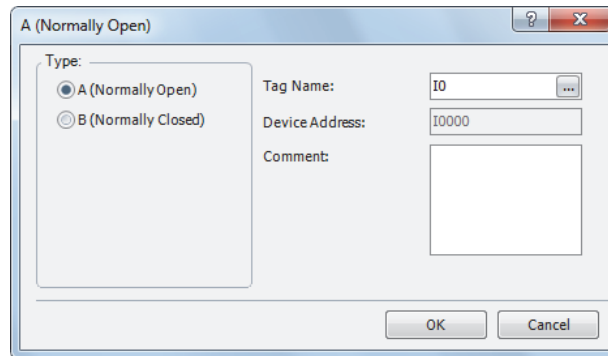 A (Normally Open)
Type:
A (Normally Open)
B (Normally Closed)
Tag Name:
I0
...
Device Address:
I0000
Comment:
OK
Cancel